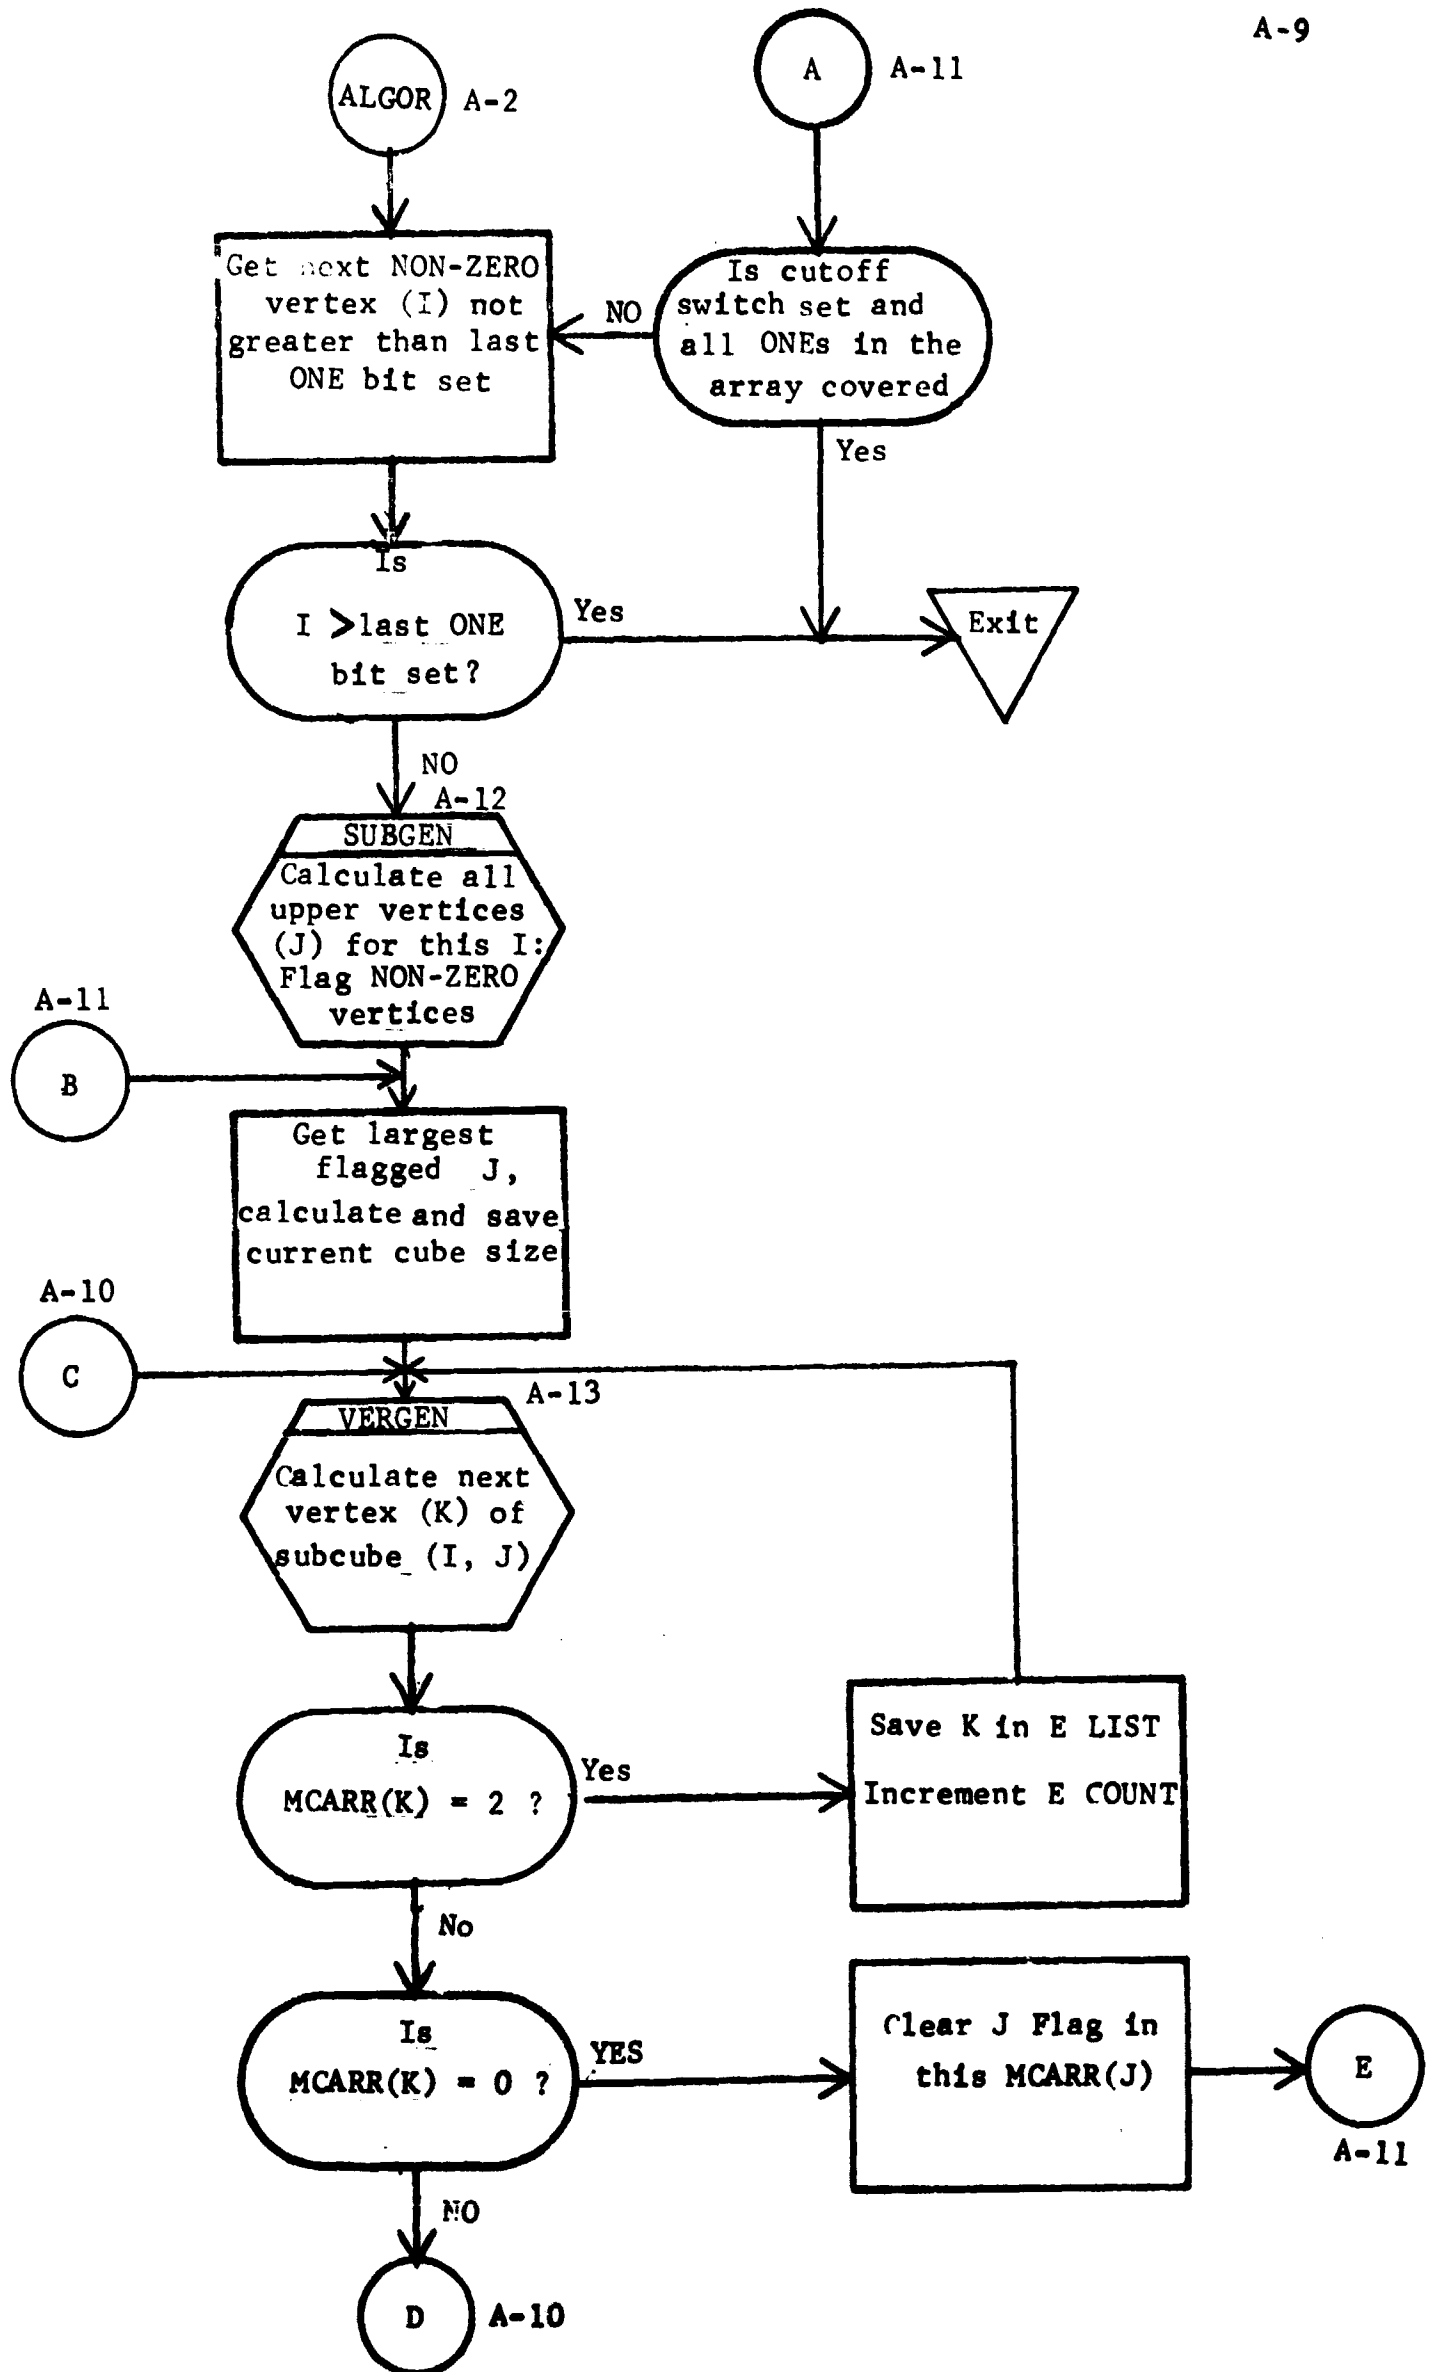 A-9
ALGOR A-2
A A-11
Get next NON-ZERO
vertex (I) not
greater than last
ONE bit set
NO
Is cutoff
switch set and
all ONEs in the
array covered
Yes
Is
I >last ONE
bit set?
Yes
Exit
NO
A-12
SUBGEN
Calculate all
upper vertices
(J) for this I:
Flag NON-ZERO
vertices
A-11
B
Get largest
flagged J,
calculate and save
current cube size
A-10
C
A-13
VERGEN
Calculate next
vertex (K) of
subcube (I, J)
Is
MCARR(K) = 2 ?
Yes
Save K in E LIST
Increment E COUNT
No
Is
MCARR(K) = 0 ?
YES
Clear J Flag in
this MCARR(J)
E
A-11
NO
D A-10